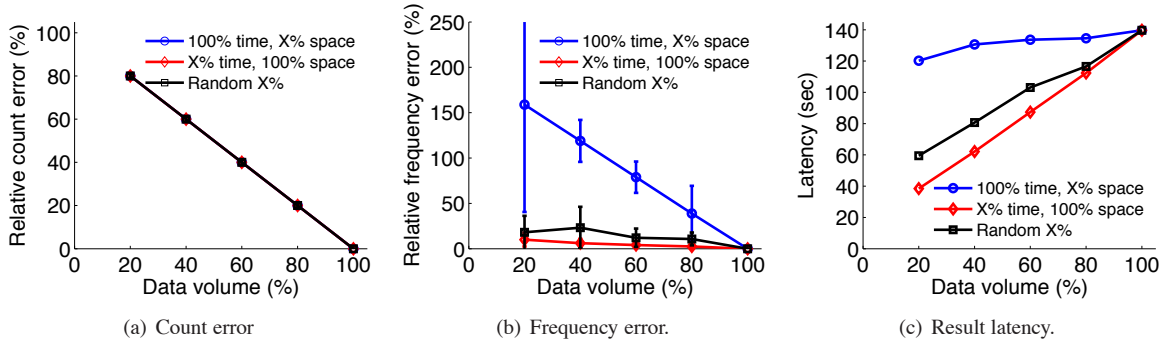 Relative count error (%)
100
80
60
40
20
0
100% time, X% space
X% time, 100% space
Random X%
0 20 40 60 80 100
Data volume (%)
(a) Count error
Relative frequency error (%)
250
200
150
100
50
0
100% time, X% space
X% time, 100% space
Random X%
0 20 40 60 80 100
Data volume (%)
(b) Frequency error.
Latency (sec)
160
140
120
100
80
60
40
20
0
100% time, X% space
X% time, 100% space
Random X%
0 20 40 60 80 100
Data volume (%)
(c) Result latency.